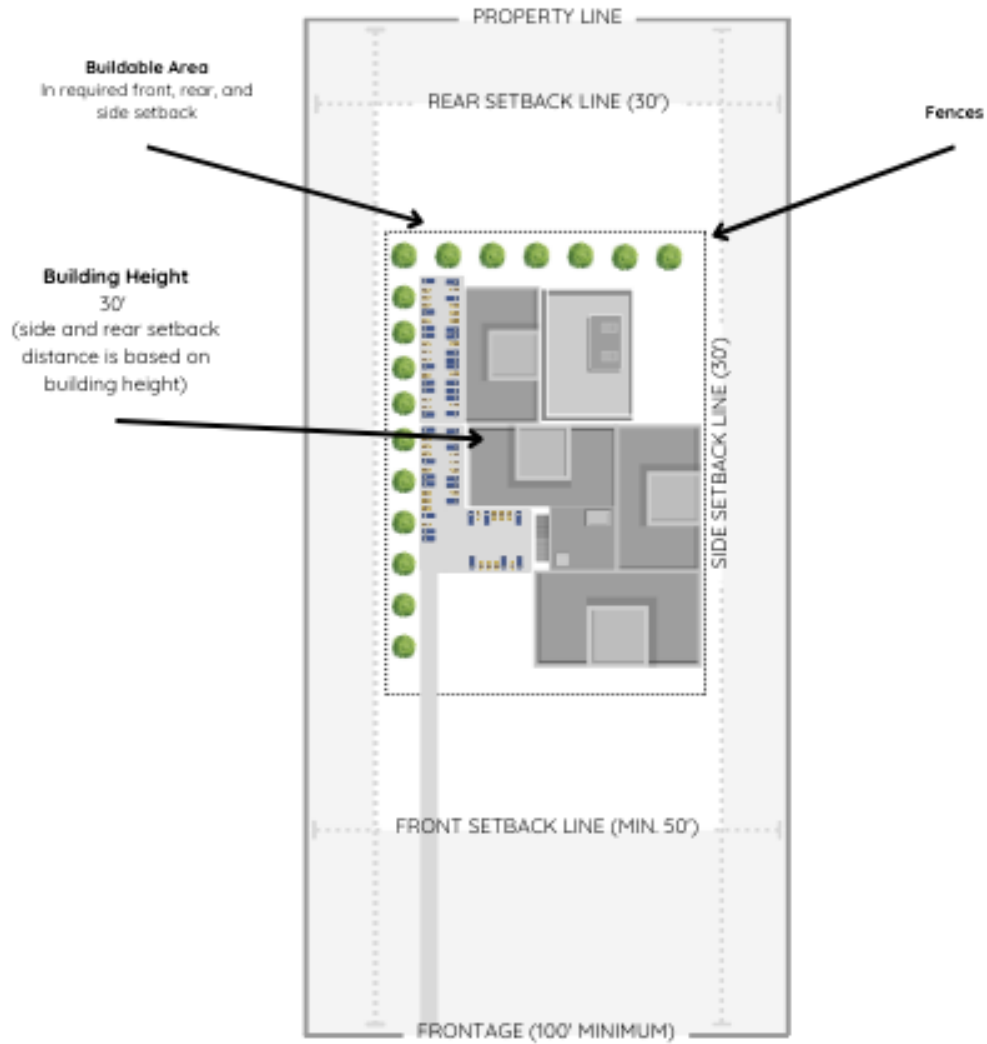 PROPERTY LINE
Buildable Area
In required front, rear, and
side setback
REAR SETBACK LINE (30')
Fences
Building Height
30'
(side and rear setback
distance is based on
building height)
SIDE SETBACK LINE (30')
FRONT SETBACK LINE (MIN. 50')
FRONTAGE (100' MINIMUM)